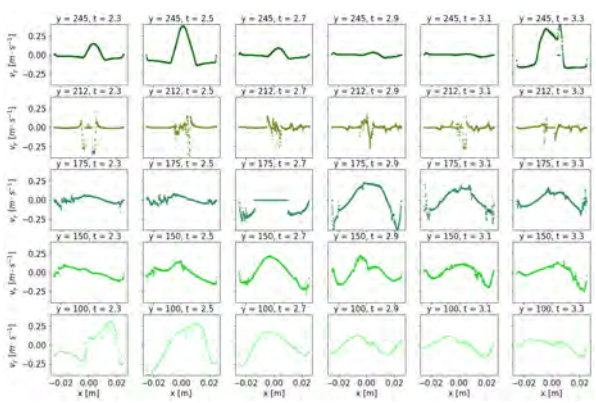 y = 245, t = 2.3 y = 245, t = 2.5 y = 245, t = 2.7 y = 245, t = 2.9 y = 245, t = 3.1 y = 245, t = 3.3
0.25
0.00
−0.25
y = 212, t = 2.3 y = 212, t = 2.5 y = 212, t = 2.7 y = 212, t = 2.9 y = 212, t = 3.1 y = 212, t = 3.3
0.25
0.00
−0.25
y = 175, t = 2.3 y = 175, t = 2.5 y = 175, t = 2.7 y = 175, t = 2.9 y = 175, t = 3.1 y = 175, t = 3.3
0.25
0.00
−0.25
y = 150, t = 2.3 y = 150, t = 2.5 y = 150, t = 2.7 y = 150, t = 2.9 y = 150, t = 3.1 y = 150, t = 3.3
0.25
0.00
−0.25
y = 100, t = 2.3 y = 100, t = 2.5 y = 100, t = 2.7 y = 100, t = 2.9 y = 100, t = 3.1 y = 100, t = 3.3
0.25
0.00
−0.25
−0.02 0.00 0.02 −0.02 0.00 0.02 −0.02 0.00 0.02 −0.02 0.00 0.02 −0.02 0.00 0.02 −0.02 0.00 0.02
x [m] x [m] x [m] x [m] x [m] x [m]